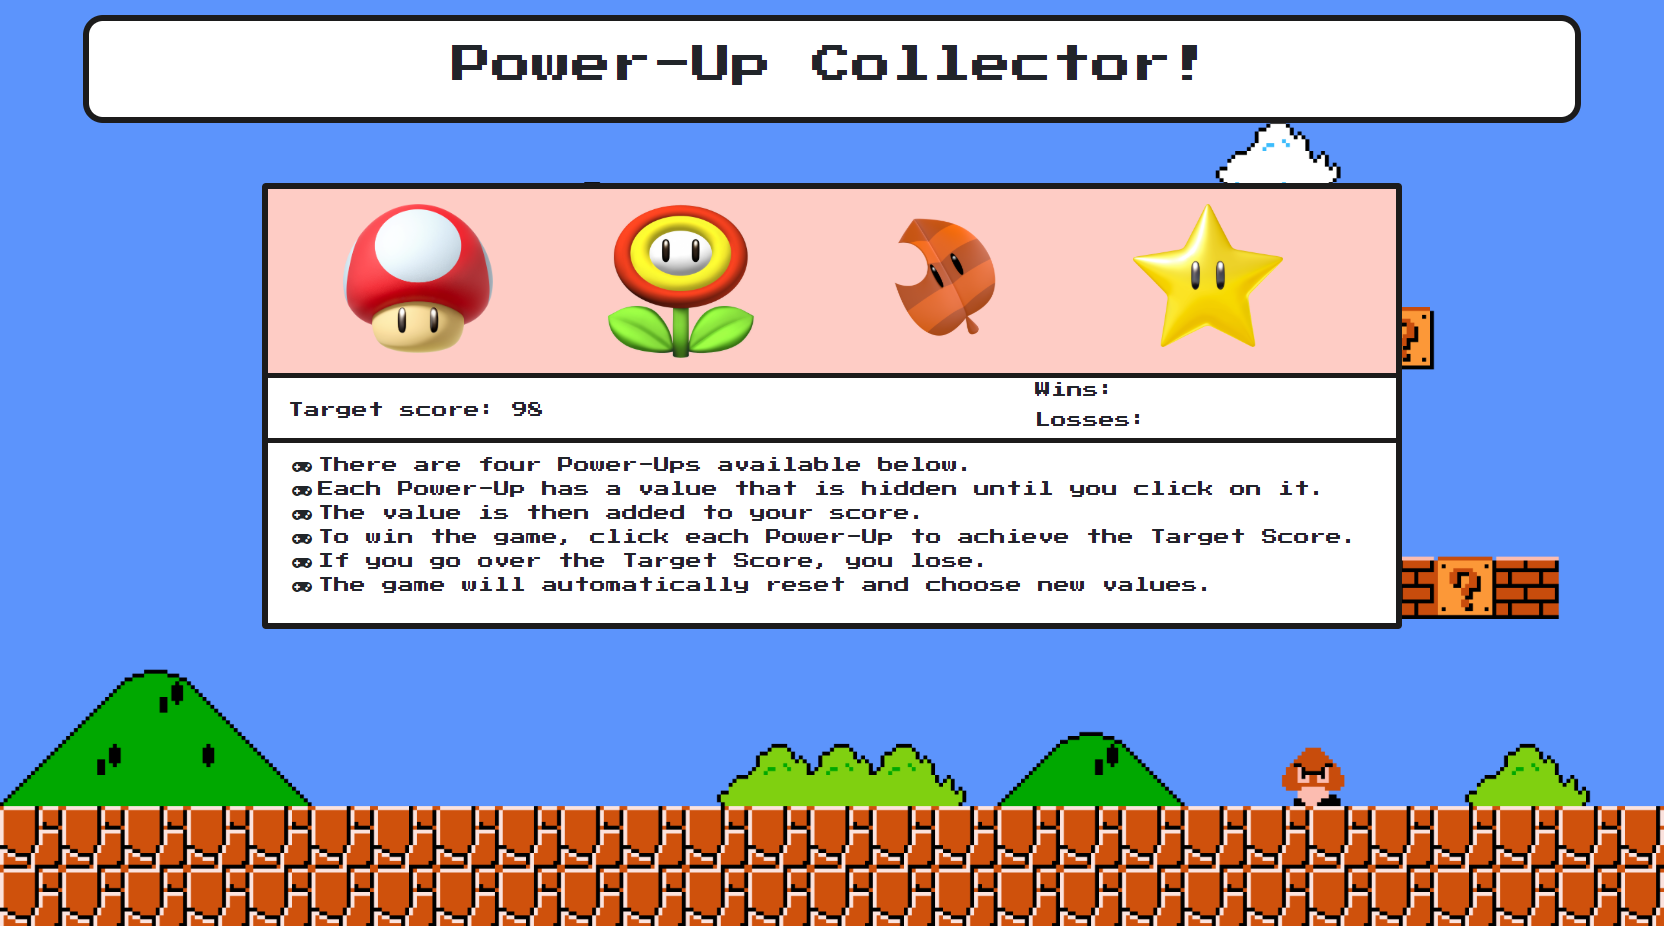 Power-Up Collector!
Target score: 98
Wins:
Losses:
There are four Power-Ups available below.
Each Power-Up has a value that is hidden until you click on it.
The value is then added to your score.
To win the game, click each Power-Up to achieve the Target Score.
If you go over the Target Score, you lose.
The game will automatically reset and choose new values.
?
?